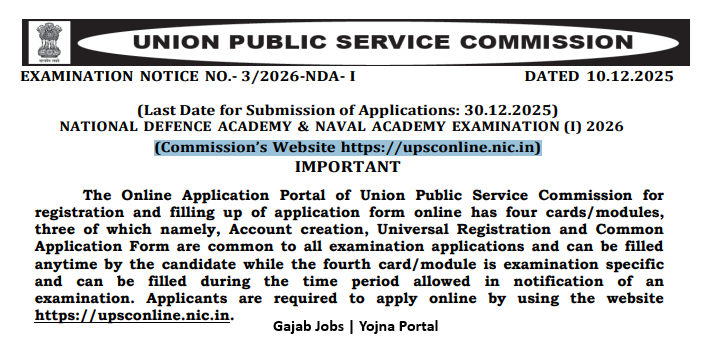 UNION PUBLIC SERVICE COMMISSION
EXAMINATION NOTICE NO.- 3/2026-NDA- I DATED 10.12.2025
(Last Date for Submission of Applications: 30.12.2025)
NATIONAL DEFENCE ACADEMY & NAVAL ACADEMY EXAMINATION (I) 2026
(Commission's Website https://upsconline.nic.in)
IMPORTANT
The Online Application Portal of Union Public Service Commission for
registration and filling up of application form online has four cards/modules,
three of which namely, Account creation, Universal Registration and Common
Application Form are common to all examination applications and can be filled
anytime by the candidate while the fourth card/module is examination specific
and can be filled during the time period allowed in notification of an
examination. Applicants are required to apply online by using the website
https://upsconline.nic.in.
Gajab Jobs | Yojna Portal